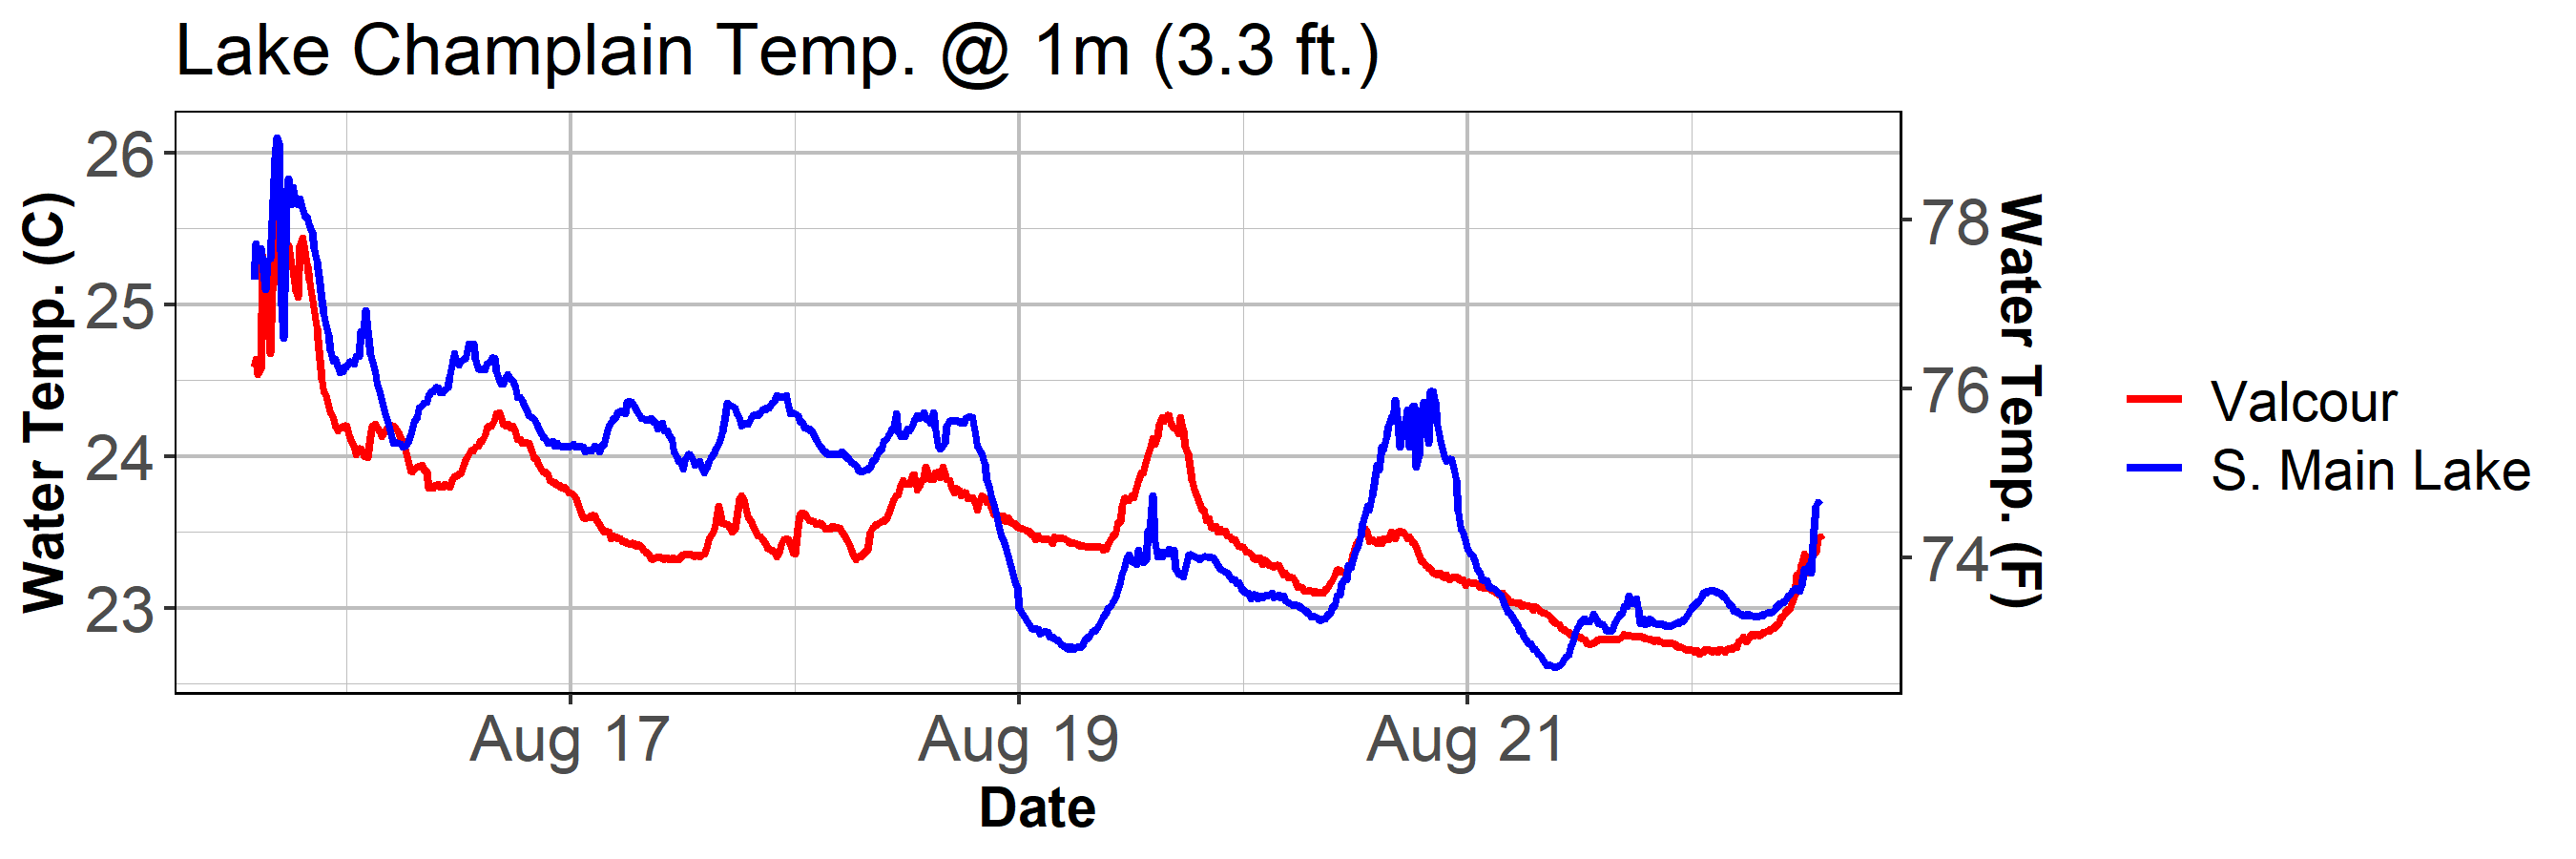 Lake Champlain Temp. @ 1m (3.3 ft.)
Water Temp. (C)
26
25
24
23
78
76
74
Water Temp. (F)
Aug 17
Aug 19
Aug 21
Date
Valcour
S. Main Lake